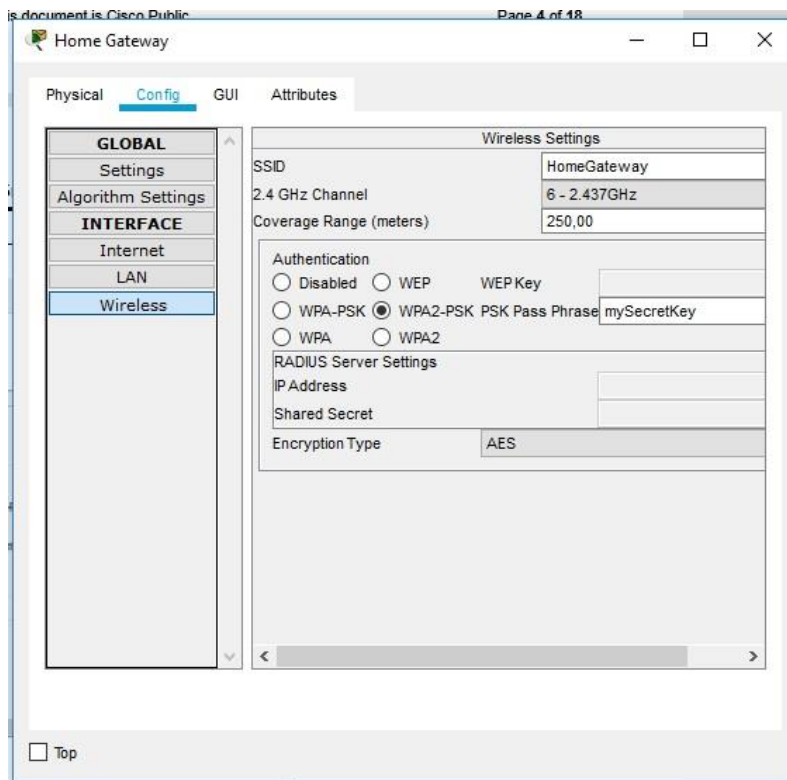 is document is Cisco Public Page 4 of 18
Home Gateway
Physical Config GUI Attributes
GLOBAL
Settings
Algorithm Settings
INTERFACE
Internet
LAN
Wireless
Wireless Settings
SSID HomeGateway
2.4 GHz Channel 6 - 2.437GHz
Coverage Range (meters) 250,00
Authentication
Disabled WEP WEP Key
WPA-PSK WPA2-PSK PSK Pass Phrase mySecretKey
WPA WPA2
RADIUS Server Settings
IP Address
Shared Secret
Encryption Type AES
Top